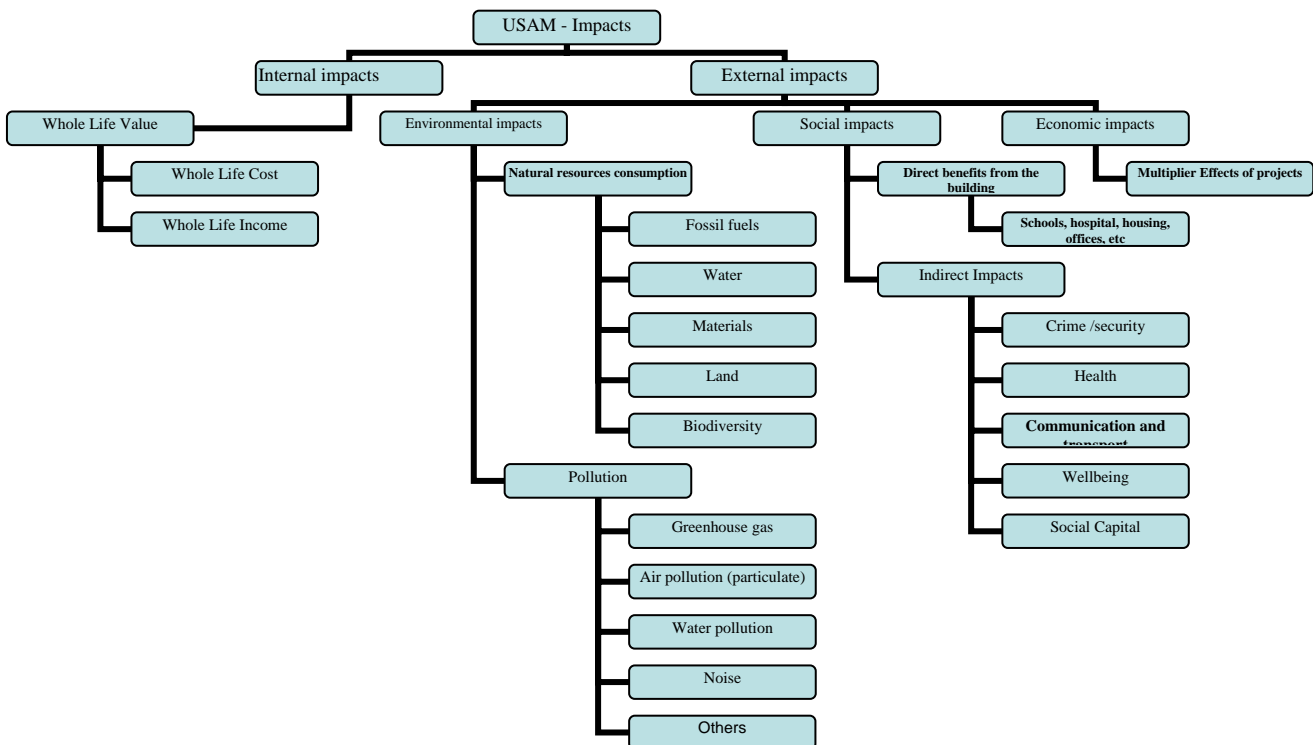 USAM - Impacts
Internal impacts
External impacts
Whole Life Value
Environmental impacts
Social impacts
Economic impacts
Whole Life Cost
Natural resources consumption
Direct benefits from the
building
Multiplier Effects of projects
Whole Life Income
Fossil fuels
Schools, hospital, housing,
offices, etc
Water
Indirect Impacts
Materials
Crime /security
Land
Health
Biodiversity
Communication and
transport
Pollution
Wellbeing
Greenhouse gas
Social Capital
Air pollution (particulate)
Water pollution
Noise
Others